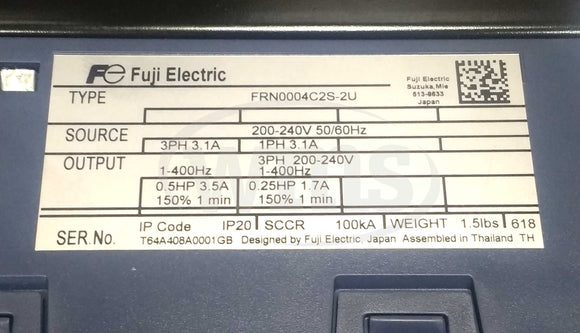 Fuji Electric
Fuji Electric
Suzuka, Mie
513-8633
Japan
TYPE FRN0004C2S-2U
SOURCE 200-240V 50/60Hz
3PH 3.1A 1PH 3.1A
OUTPUT 3PH 200-240V
1-400Hz 1-400Hz
0.5HP 3.5A 0.25HP 1.7A
150% 1 min 150% 1 min
IP Code IP20 SCCR 100kA WEIGHT 1.5lbs 618
SER.No. T64A408A0001GB Designed by Fuji Electric, Japan Assembled in Thailand TH